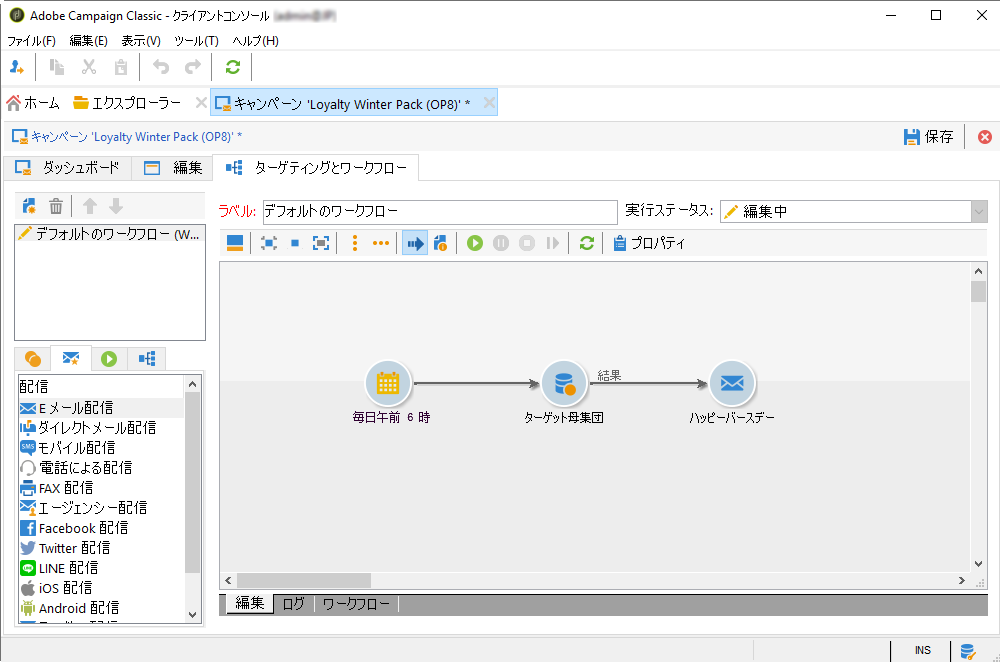 Adobe Campaign Classic - クライアントコンソール
ファイル(F) 編集(E) 表示(V) ツール(T) ヘルプ(H)
ホーム エクスプローラー キャンペーン 'Loyalty Winter Pack (OP8)' *
キャンペーン 'Loyalty Winter Pack (OP8)' * 保存
ダッシュボード 編集 ターゲティングとワークフロー
ラベル: デフォルトのワークフロー 実行ステータス: 編集中
デフォルトのワークフロー (W...
プロパティ
結果
毎日午前 6 時 ターゲット母集団 ハッピーバースデー
配信
E メール配信
ダイレクトメール配信
SMS モバイル配信
電話による配信
FAX 配信
エージェンシー配信
Facebook 配信
Twitter 配信
LINE 配信
iOS 配信
Android 配信
編集 ログ ワークフロー
INS